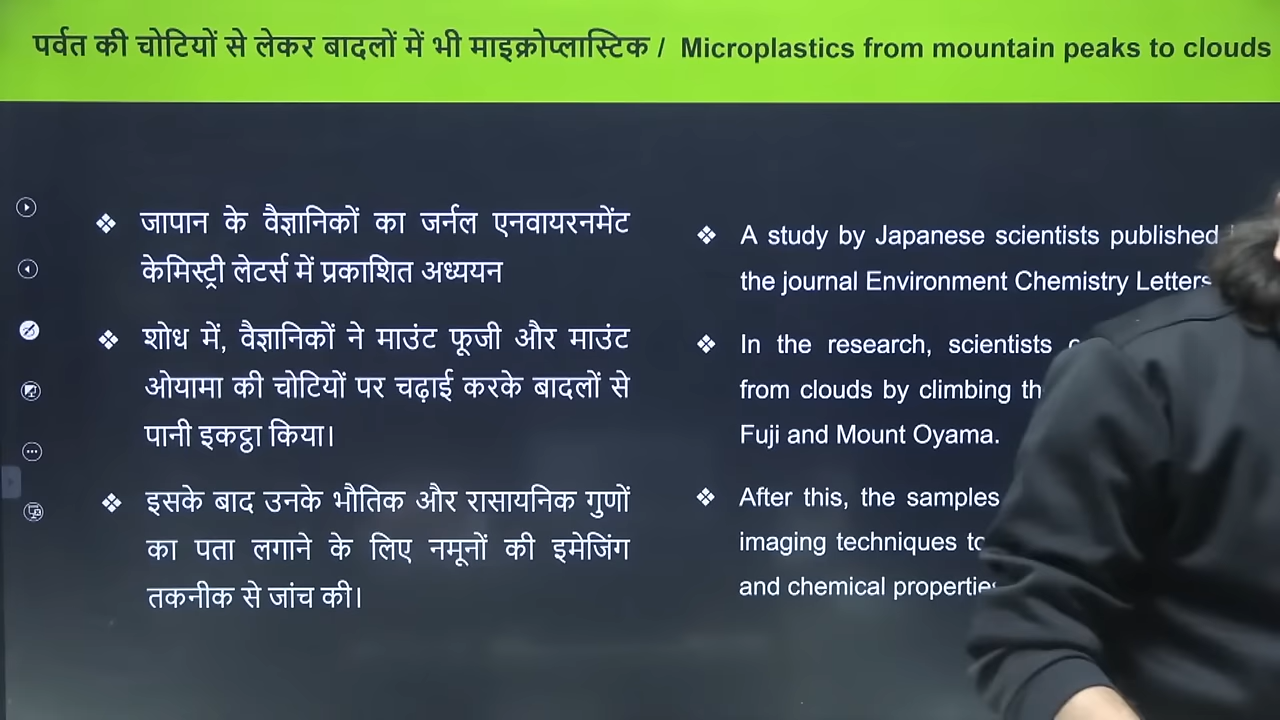 पर्वत की चोटियों से लेकर बादलों में भी माइक्रोप्लास्टिक / Microplastics from mountain peaks to clouds
❖ जापान के वैज्ञानिकों का जर्नल एनवायरनमेंट
केमिस्ट्री लेटर्स में प्रकाशित अध्ययन
❖ शोध में, वैज्ञानिकों ने माउंट फूजी और माउंट
ओयामा की चोटियों पर चढ़ाई करके बादलों से
पानी इकट्ठा किया।
❖ इसके बाद उनके भौतिक और रासायनिक गुणों
का पता लगाने के लिए नमूनों की इमेजिंग
तकनीक से जांच की।
❖ A study by Japanese scientists published
the journal Environment Chemistry Letters
❖ In the research, scientists
from clouds by climbing
Fuji and Mount Oyama.
❖ After this, the samples
imaging techniques
and chemical